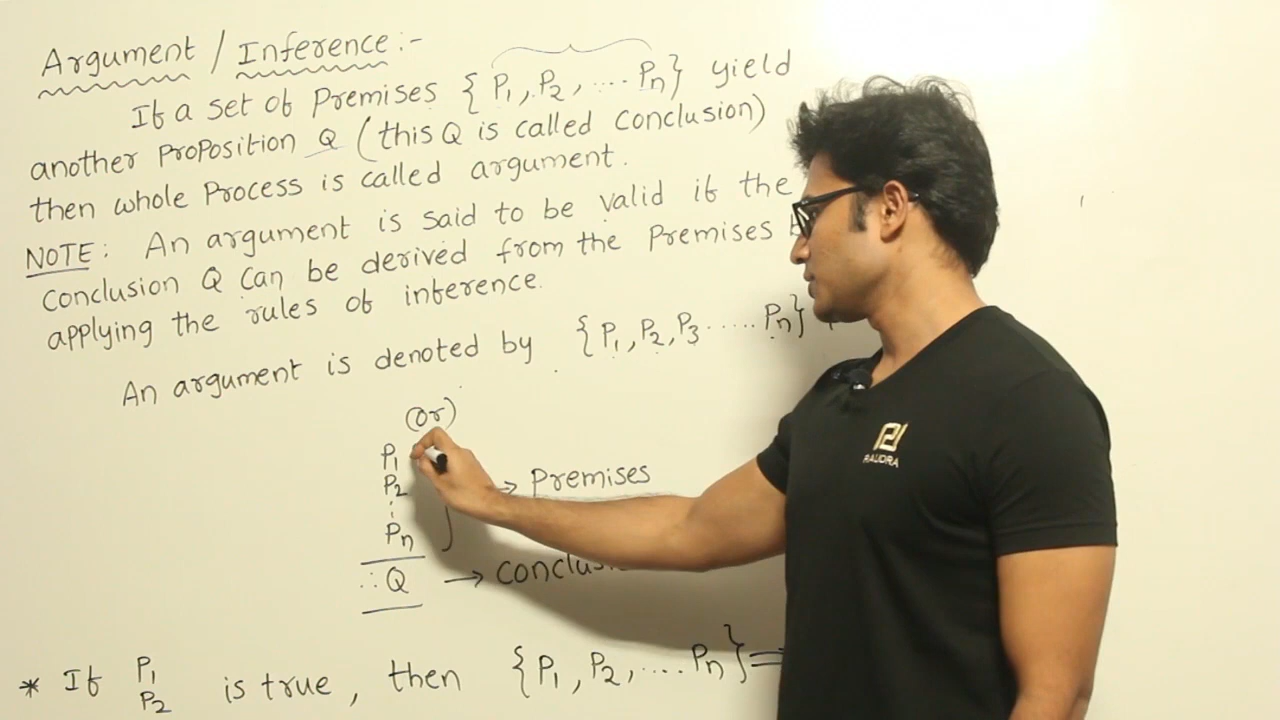 Argument / Inference :-
If a set of Premises { P1, P2, .... Pn} yield
another Proposition Q (this Q is called conclusion)
then whole Process is called argument.
NOTE: An argument is said to be valid if the
conclusion Q can be derived from the Premises
applying the rules of inference.
An argument is denoted by {P1, P2, P3 ..... Pn}
(or)
P1
P2 → Premises
⋮
Pn
∴ Q →
* If P1 is true, then {P1, P2, .... Pn} ⇒
P2
RAUDRA